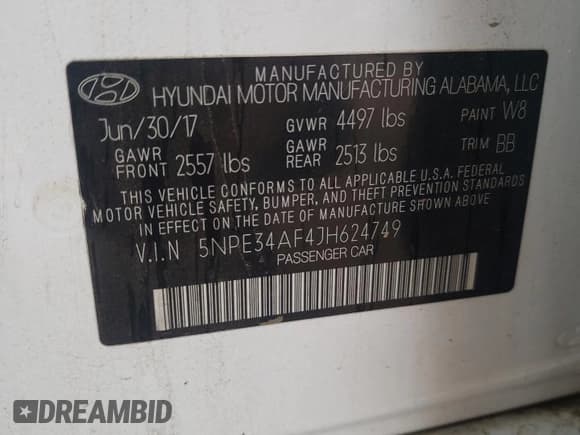 MANUFACTURED BY
HYUNDAI MOTOR MANUFACTURING ALABAMA, LLC
Jun/30/17 GVWR 4497 lbs PAINT W8
GAWR FRONT 2557 lbs GAWR REAR 2513 lbs TRIM BB
THIS VEHICLE CONFORMS TO ALL APPLICABLE U.S.A. FEDERAL
MOTOR VEHICLE SAFETY, BUMPER, AND THEFT PREVENTION STANDARDS
IN EFFECT ON THE DATE OF MANUFACTURE SHOWN ABOVE
V.I.N 5NPE34AF4JH624749
PASSENGER CAR
DREAMBID